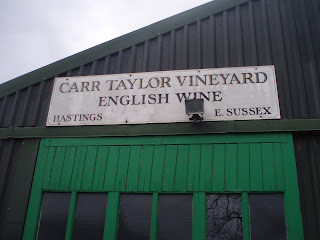 CARR TAYLOR VINEYARD
ENGLISH WINE
HASTINGS E. SUSSEX